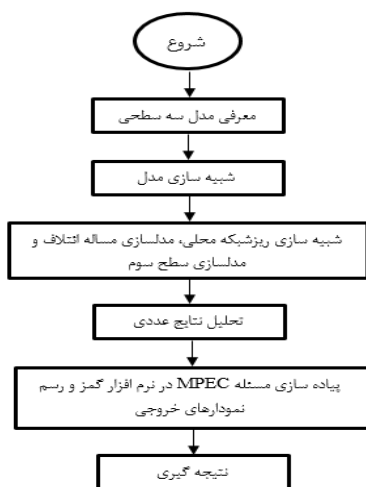 شروع
معرفی مدل سه سطحی
شبیه سازی مدل
شبیه سازی ریزشبکه محلی، مدلسازی مساله ائتلاف و
مدلسازی سطح سوم
تحلیل نتایج عددی
پیاده سازی مسئله MPEC در نرم افزار گمز و رسم
نمودارهای خروجی
نتیجه گیری